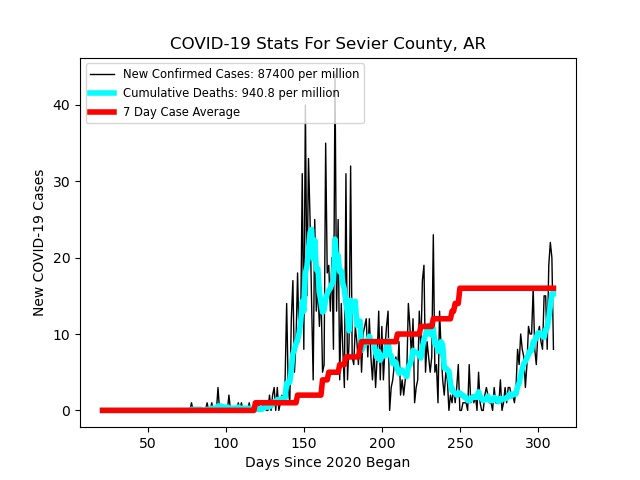 COVID-19 Stats For Sevier County, AR
New Confirmed Cases: 87400 per million
Cumulative Deaths: 940.8 per million
7 Day Case Average
New COVID-19 Cases
40
30
20
10
0
50 100 150 200 250 300
Days Since 2020 Began